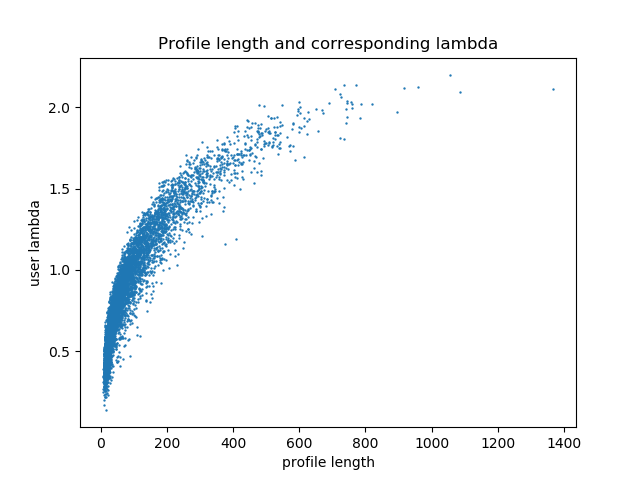 Profile length and corresponding lambda
2.0
1.5
1.0
0.5
user lambda
0 200 400 600 800 1000 1200 1400
profile length